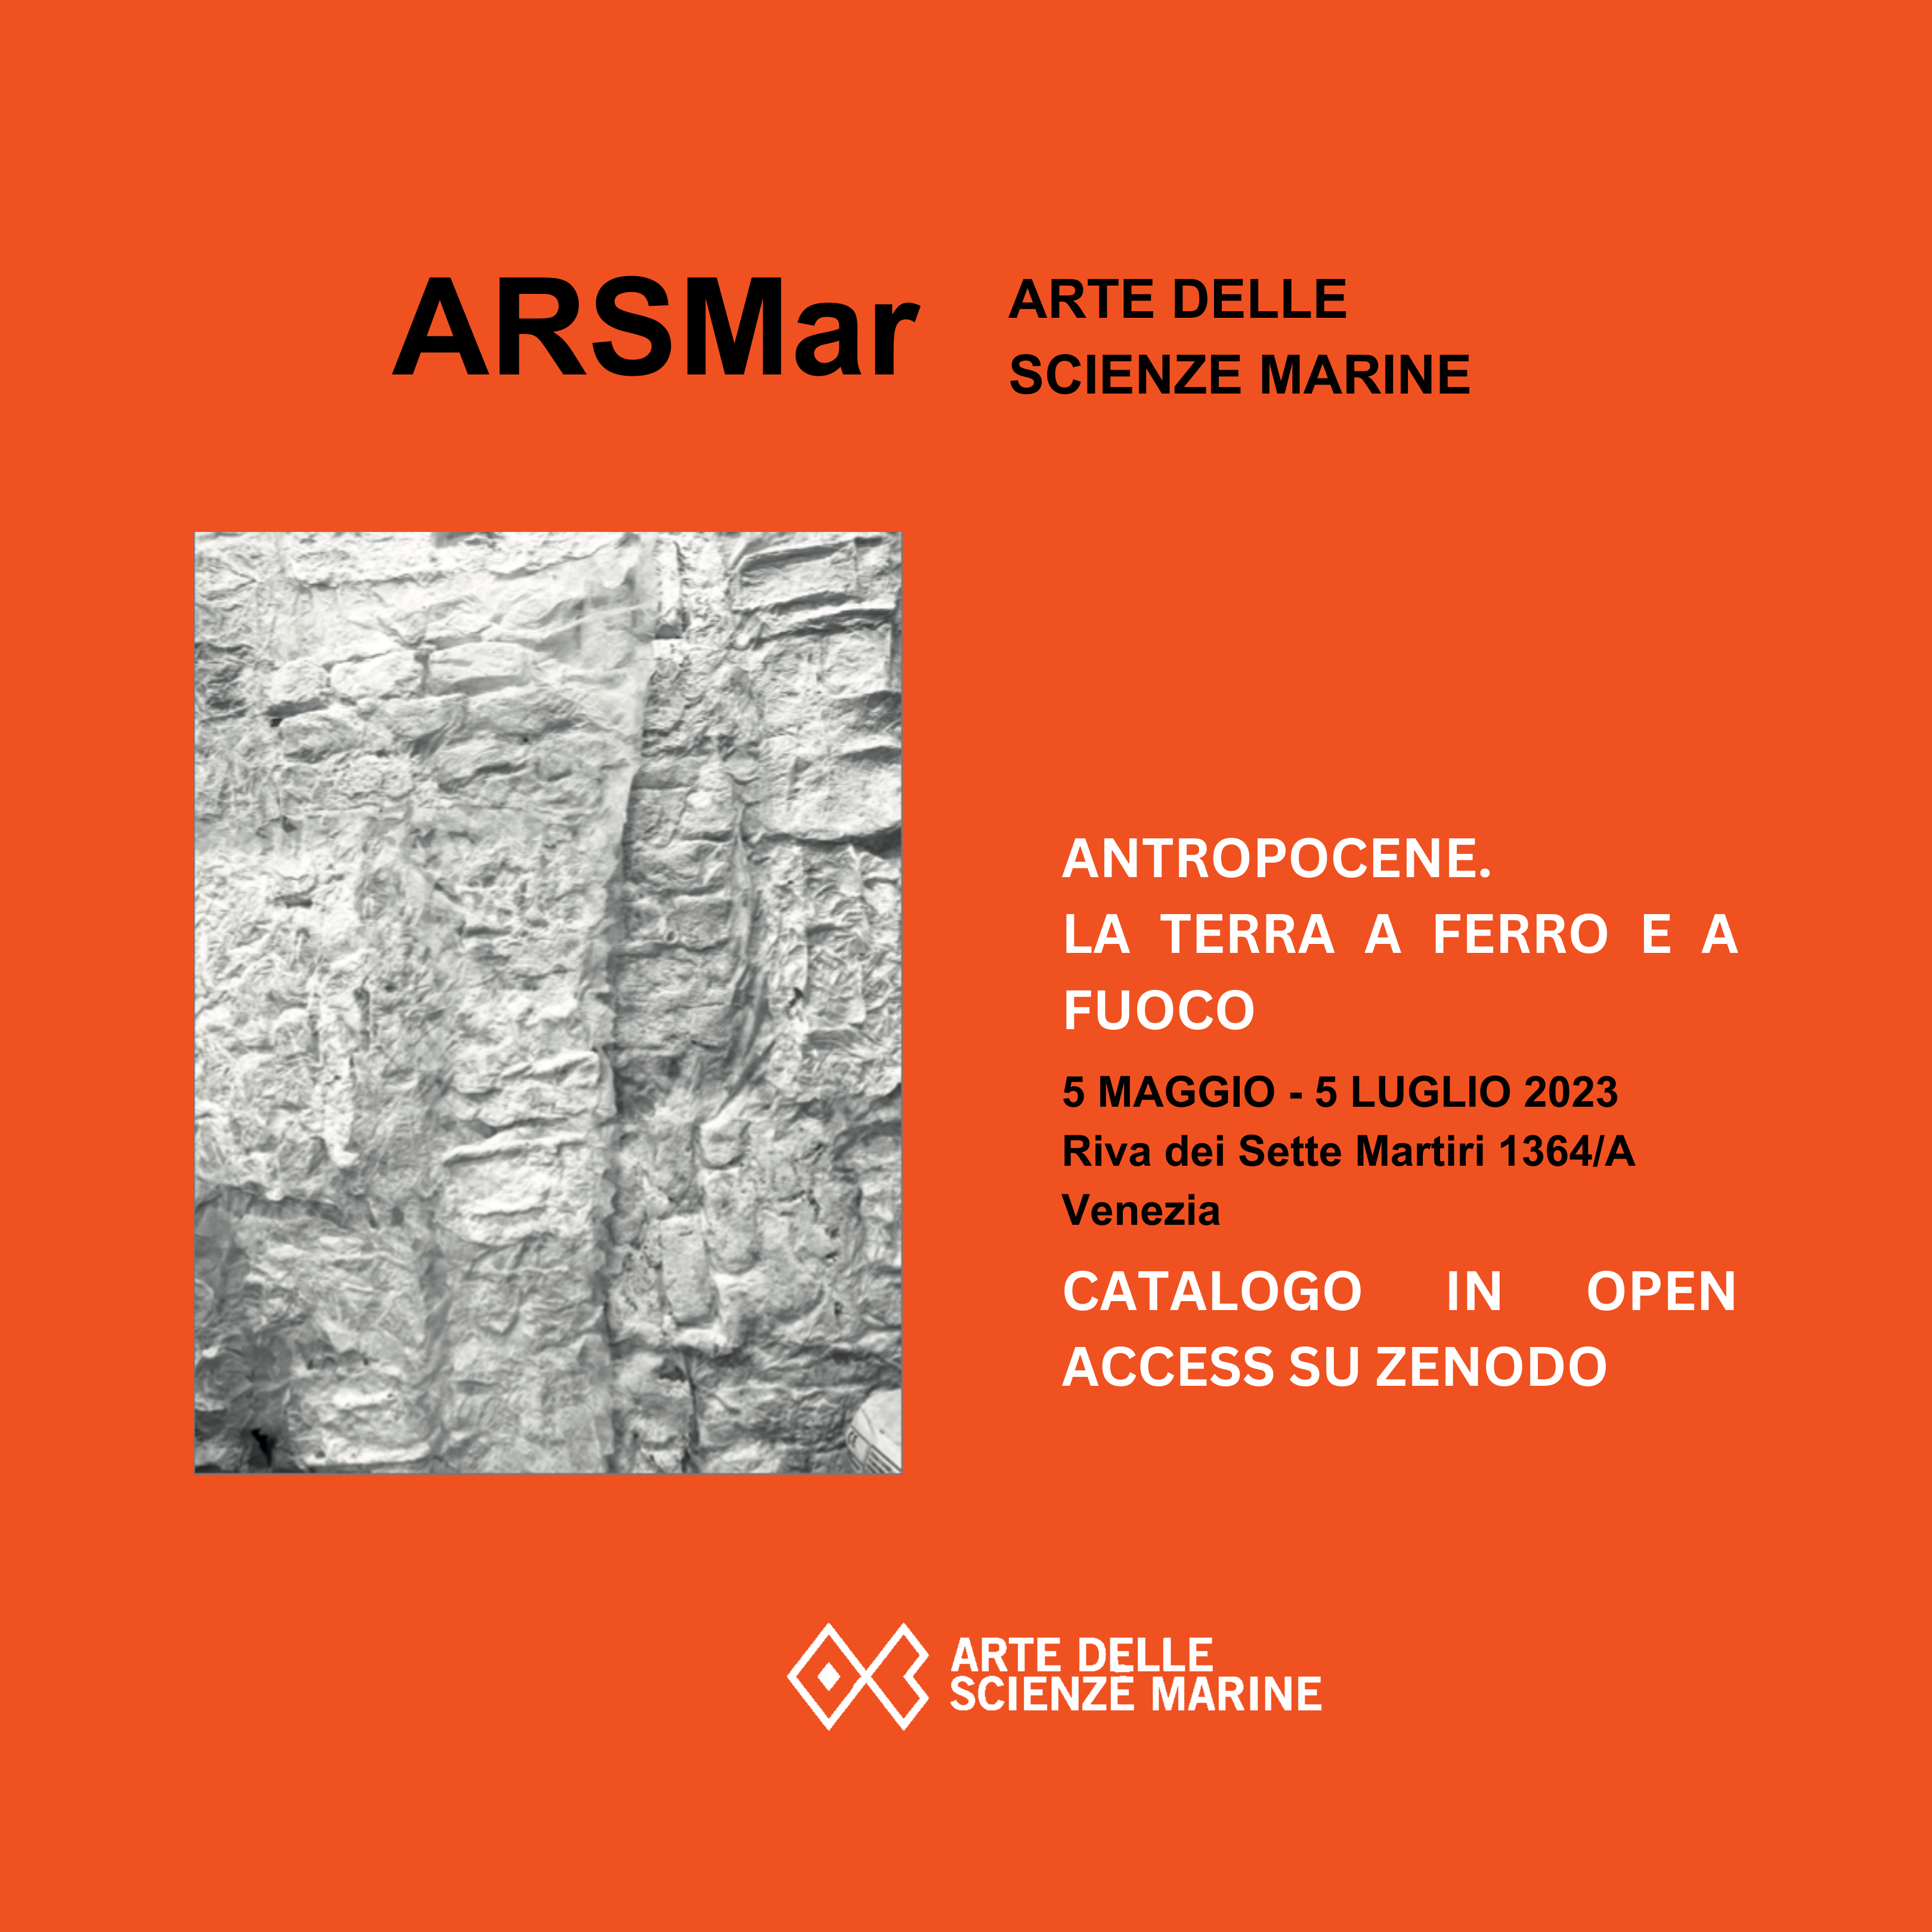 ARSMar
ARTE DELLE
SCIENZE MARINE
ANTROPOCENE.
LA TERRA A FERRO E A
FUOCO
5 MAGGIO - 5 LUGLIO 2023
Riva dei Sette Martiri 1364/A
Venezia
CATALOGO IN OPEN
ACCESS SU ZENODO
ARTE DELLE
SCIENZE MARINE